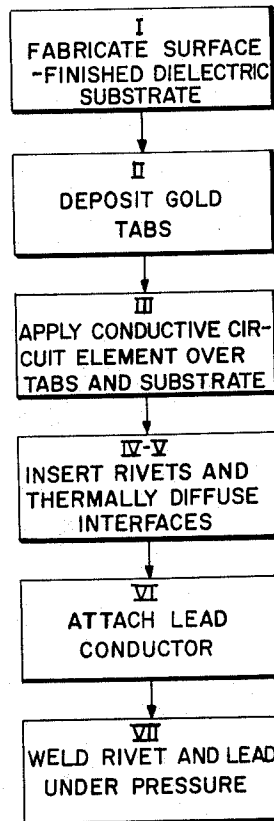 I
FABRICATE SURFACE
-FINISHED DIELECTRIC
SUBSTRATE
II
DEPOSIT GOLD
TABS
III
APPLY CONDUCTIVE CIR-
CUIT ELEMENT OVER
TABS AND SUBSTRATE
IV-V
INSERT RIVETS AND
THERMALLY DIFFUSE
INTERFACES
VI
ATTACH LEAD
CONDUCTOR
VII
WELD RIVET AND LEAD
UNDER PRESSURE